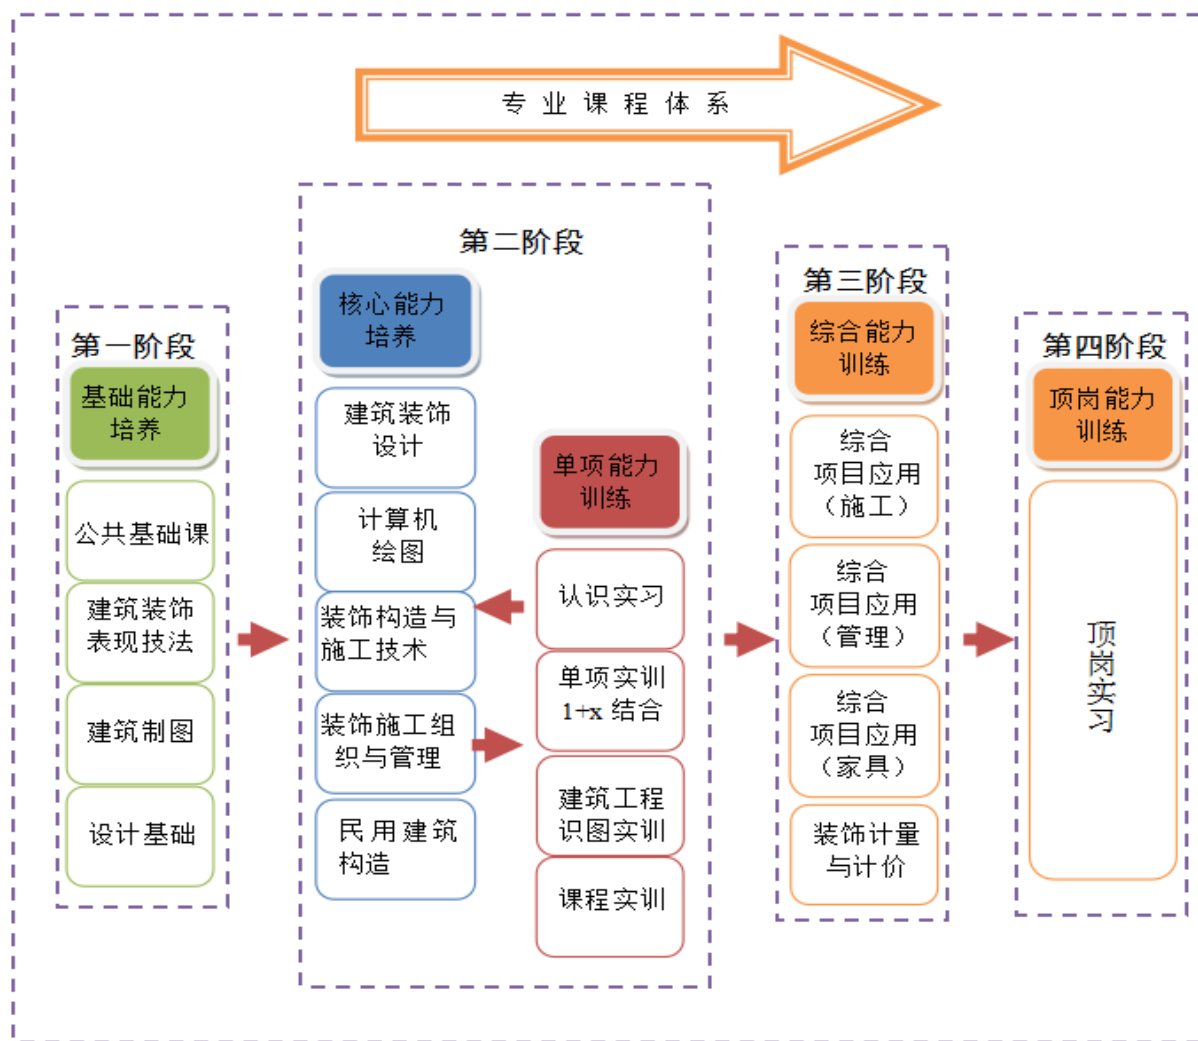 专业课程体系
第一阶段
基础能力
培养
公共基础课
建筑装饰
表现技法
建筑制图
设计基础
第二阶段
核心能力
培养
建筑装饰
设计
计算机
绘图
装饰构造与
施工技术
装饰施工组
织与管理
民用建筑
构造
单项能力
训练
认识实习
单项实训
1+x 结合
建筑工程
识图实训
课程实训
第三阶段
综合能力
训练
综合
项目应用
（施工）
综合
项目应用
（管理）
综合
项目应用
（家具）
装饰计量
与计价
第四阶段
顶岗能力
训练
顶岗实习